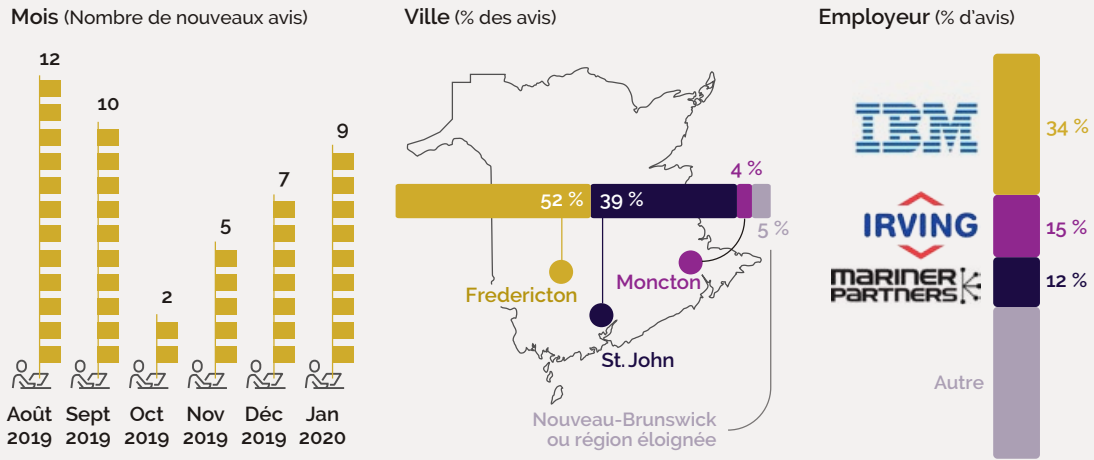 Mois (Nombre de nouveaux avis)
12
10
2
5
7
9
Août
2019
Sept
2019
Oct
2019
Nov
2019
Déc
2019
Jan
2020
Ville (% des avis)
52 %
39 %
4 %
5 %
Fredericton
Moncton
St. John
Nouveau-Brunswick
ou région éloignée
Employeur (% d’avis)
IBM
34 %
IRVING
15 %
MARINER
PARTNERS
12 %
Autre